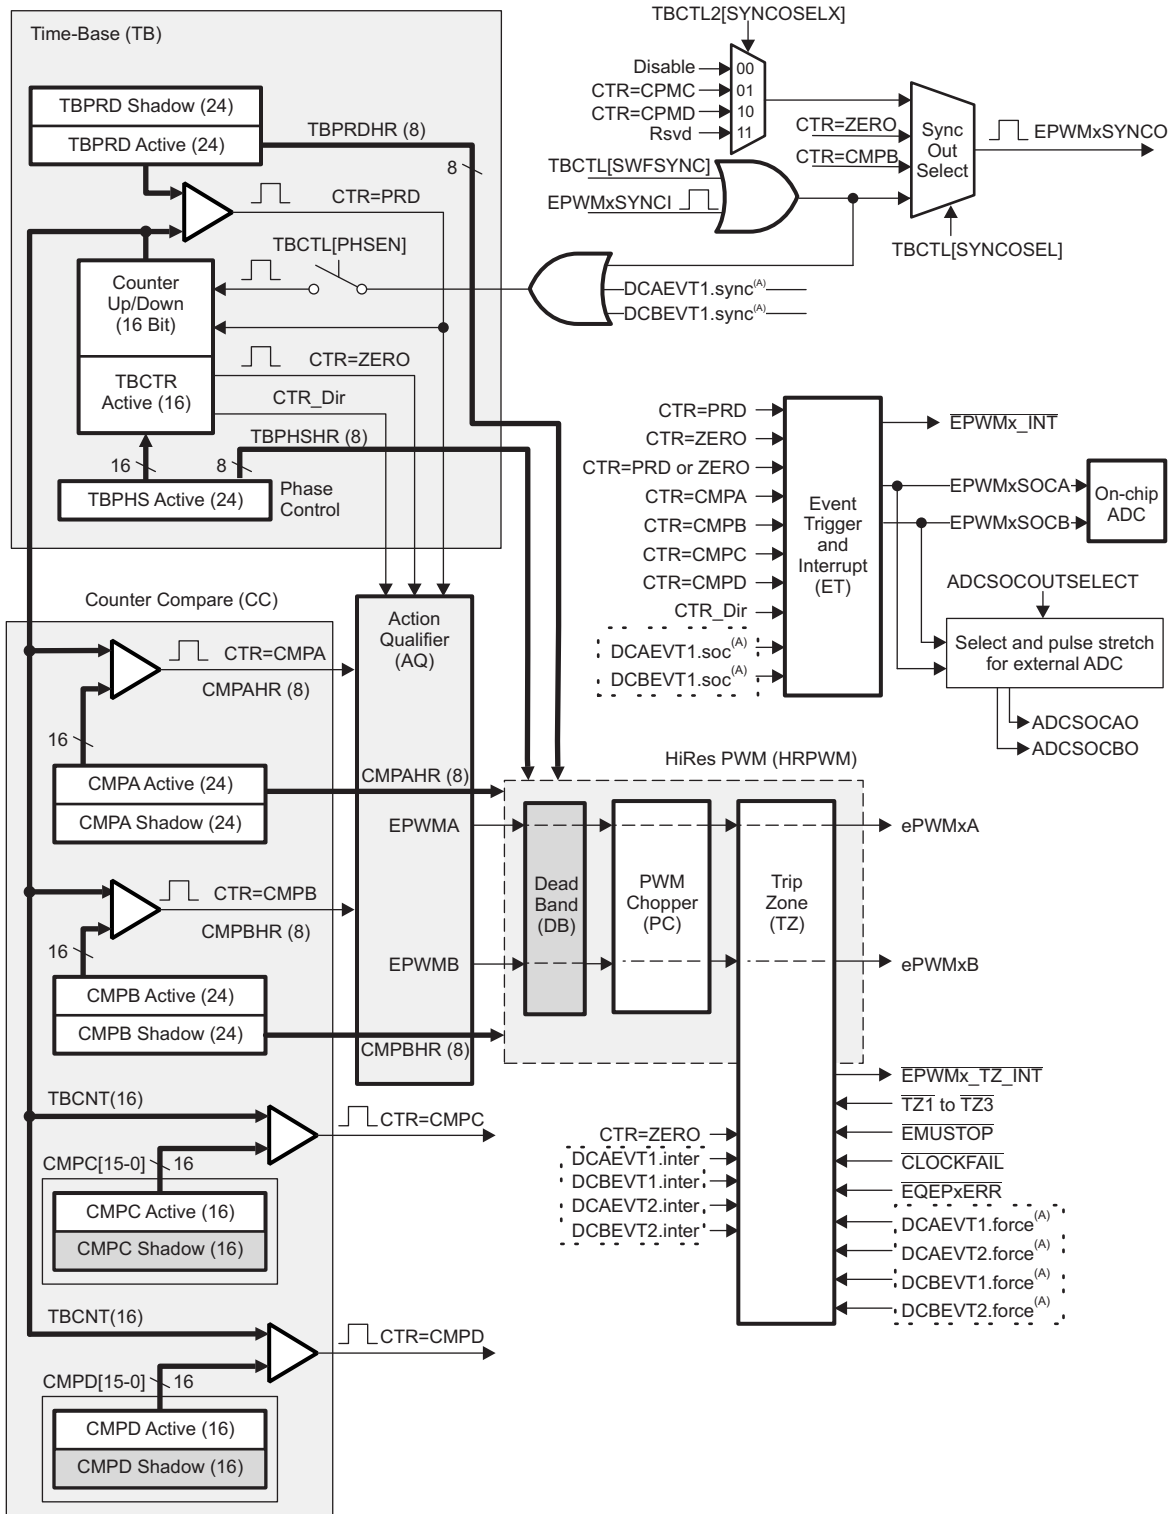 TBCTL2[SYNCOSELX]
Time-Base (TB)
Disable
00
CTR=CPMC
01
CTR=CPMD
10
Rsvd
11
TBPRD Shadow (24)
TBPRD Active (24)
TBPRDHR (8)
8
CTR=ZERO
CTR=CMPB
Sync
Out
Select
EPWMxSYNCO
TBCTL[SWFSYNC]
EPWMxSYNCI
TBCTL[SYNCOSEL]
CTR=PRD
TBCTL[PHSEN]
Counter
Up/Down
(16 Bit)
DCAEVT1.sync(A)
DCBEVT1.sync(A)
CTR=ZERO
TBCTR
Active (16)
CTR_Dir
TBPHSHR (8)
16
8
TBPHS Active (24)
Phase
Control
CTR=PRD
CTR=ZERO
CTR=PRD or ZERO
CTR=CMPA
CTR=CMPB
CTR=CMPC
CTR=CMPD
CTR_Dir
DCAEVT1.soc(A)
DCBEVT1.soc(A)
Event
Trigger
and
Interrupt
(ET)
EPWMx_INT
EPWMxSOCA
EPWMxSOCB
On-chip
ADC
ADCSOCOUTSELECT
Select and pulse stretch
for external ADC
ADCSOCAO
ADCSOCBO
Counter Compare (CC)
Action
Qualifier
(AQ)
CTR=CMPA
CMPAHR (8)
16
CMPA Active (24)
CMPA Shadow (24)
CMPAHR (8)
HiRes PWM (HRPWM)
EPWMA
ePWMxA
CTR=CMPB
CMPBHR (8)
16
Dead
Band
(DB)
PWM
Chopper
(PC)
Trip
Zone
(TZ)
EPWMB
ePWMxB
CMPB Active (24)
CMPB Shadow (24)
CMPBHR (8)
EPWMx_TZ_INT
TZ1 to TZ3
EMUSTOP
CLOCKFAIL
EQEPxERR
DCAEVT1.force(A)
DCAEVT2.force(A)
DCBEVT1.force(A)
DCBEVT2.force(A)
CTR=ZERO
DCAEVT1.inter
DCBEVT1.inter
DCAEVT2.inter
DCBEVT2.inter
TBCNT(16)
CTR=CMPC
CMPC[15-0]
16
CMPC Active (16)
CMPC Shadow (16)
TBCNT(16)
CTR=CMPD
CMPD[15-0]
16
CMPD Active (16)
CMPD Shadow (16)